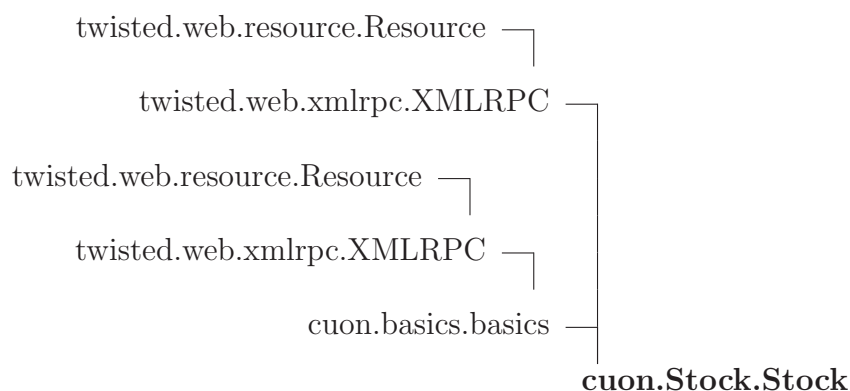 twisted.web.resource.Resource
twisted.web.xmlrpc.XMLRPC
twisted.web.resource.Resource
twisted.web.xmlrpc.XMLRPC
cuon.basics.basics
cuon.Stock.Stock